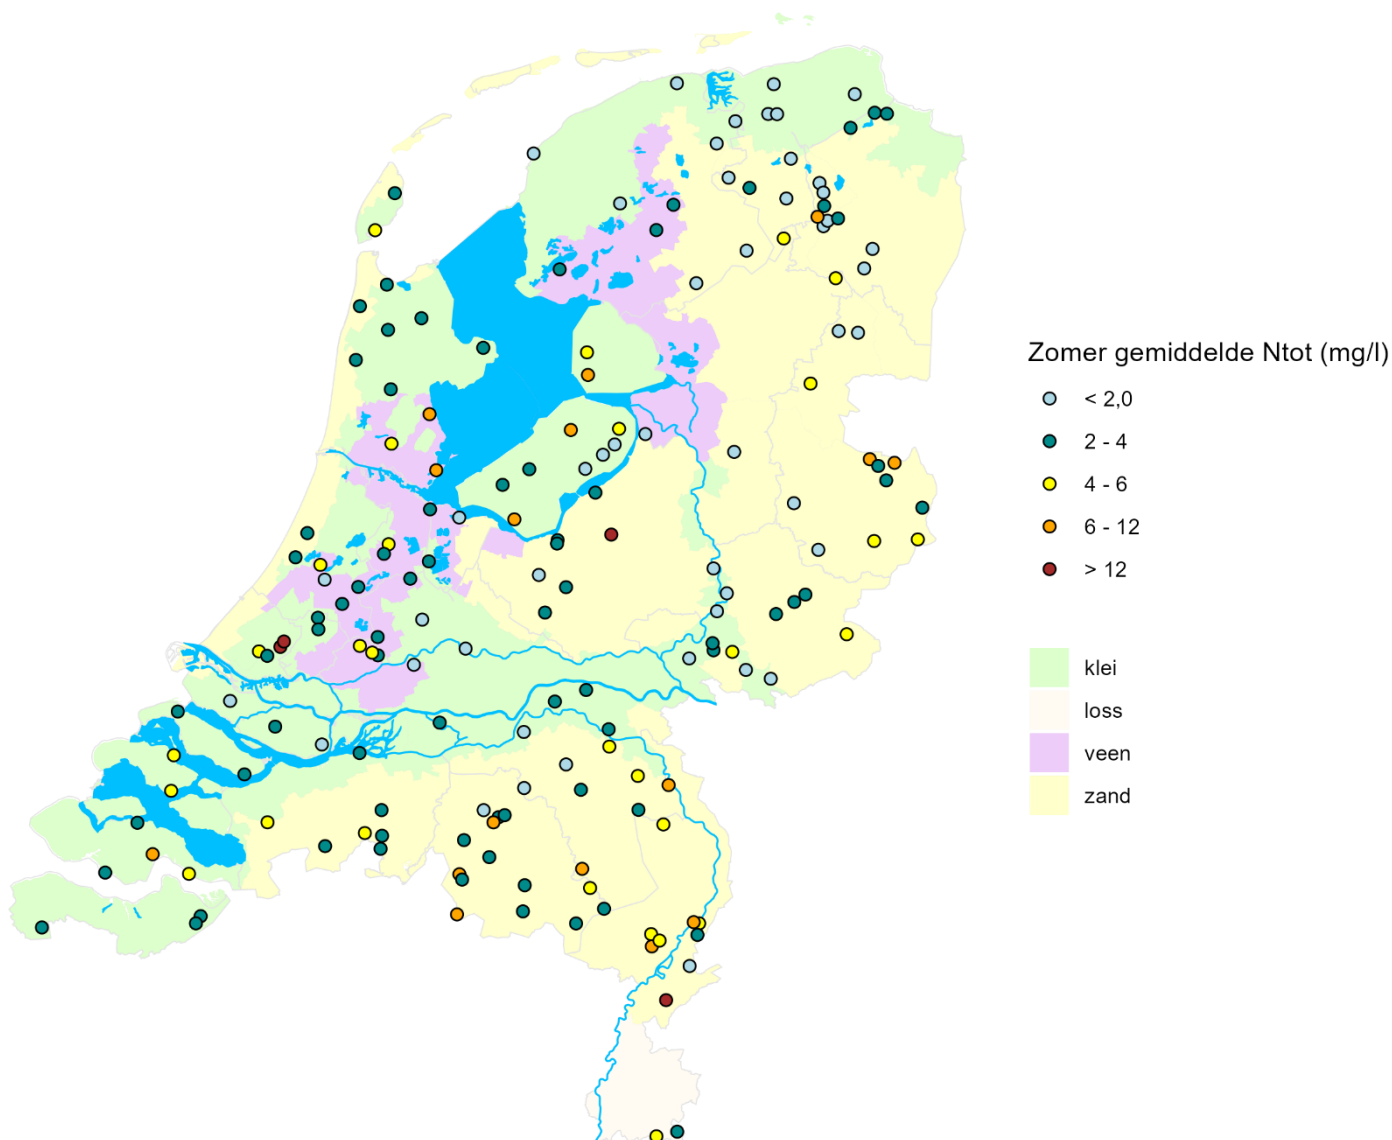 Zomer gemiddelde Ntot (mg/l)
< 2,0
2 - 4
4 - 6
6 - 12
> 12
klei
loss
veen
zand